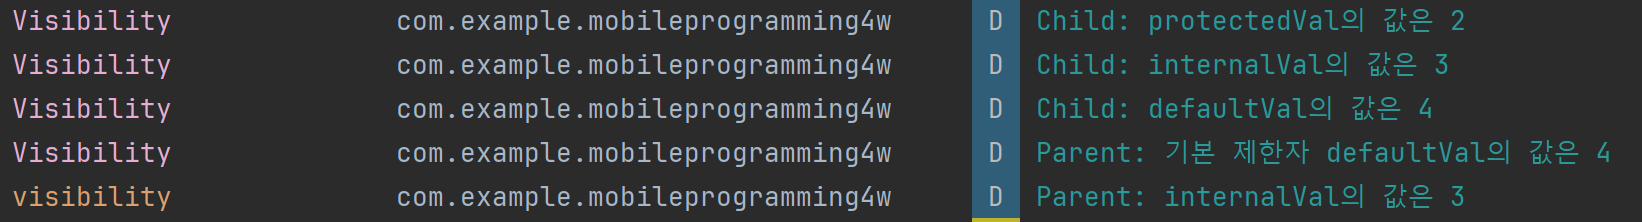 Visibility com.example.mobileprogramming4w D Child: protectedVal의 값은 2
Visibility com.example.mobileprogramming4w D Child: internalVal의 값은 3
Visibility com.example.mobileprogramming4w D Child: defaultVal의 값은 4
Visibility com.example.mobileprogramming4w D Parent: 기본 제한자 defaultVal의 값은 4
visibility com.example.mobileprogramming4w D Parent: internalVal의 값은 3